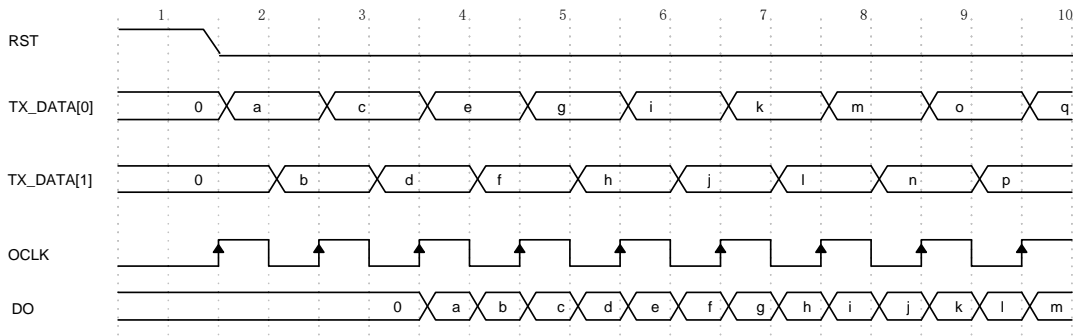 1 2 3 4 5 6 7 8 9 10
RST
TX_DATA[0] 0 a c e g i k m o q
TX_DATA[1] 0 b d f h j l n p
OCLK
DO 0 a b c d e f g h i j k l m